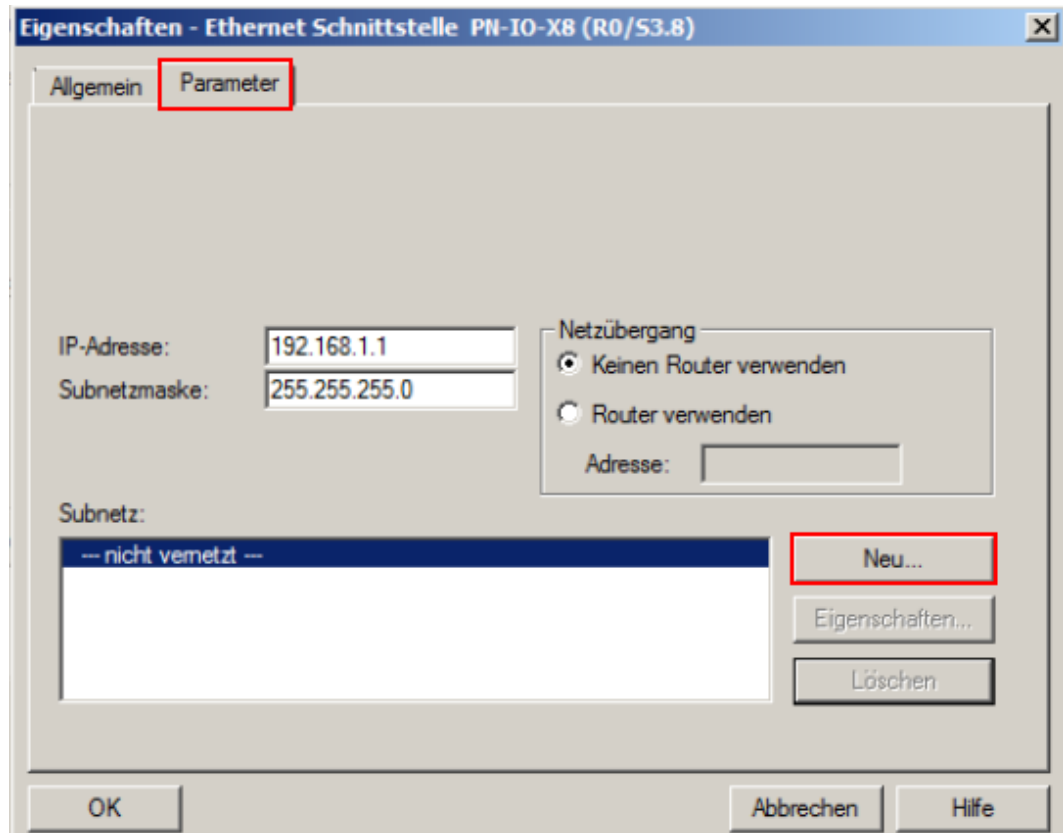 Eigenschaften - Ethernet Schnittstelle PN-IO-X8 (R0/S3.8)
Allgemein
Parameter
IP-Adresse:
192.168.1.1
Subnetzmaske:
255.255.255.0
Netzübergang
Keinen Router verwenden
Router verwenden
Adresse:
Subnetz:
--- nicht vernetzt ---
Neu...
Eigenschaften...
Löschen
OK
Abbrechen
Hilfe